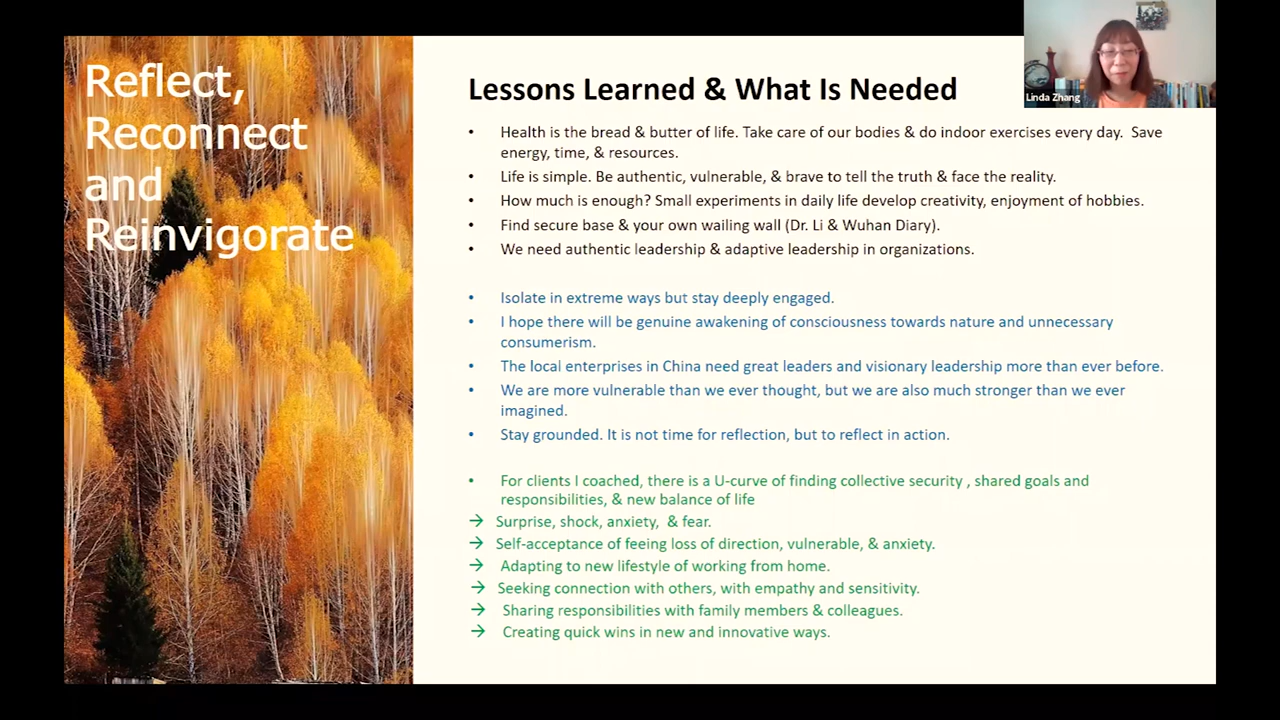 Reflect,
Reconnect
and
Reinvigorate
Lessons Learned & What Is Needed
Linda Zhang
• Health is the bread & butter of life. Take care of our bodies & do indoor exercises every day. Save
energy, time, & resources.
• Life is simple. Be authentic, vulnerable, & brave to tell the truth & face the reality.
• How much is enough? Small experiments in daily life develop creativity, enjoyment of hobbies.
• Find secure base & your own wailing wall (Dr. Li & Wuhan Diary).
• We need authentic leadership & adaptive leadership in organizations.
• Isolate in extreme ways but stay deeply engaged.
• I hope there will be genuine awakening of consciousness towards nature and unnecessary
consumerism.
• The local enterprises in China need great leaders and visionary leadership more than ever before.
• We are more vulnerable than we ever thought, but we are also much stronger than we ever
imagined.
• Stay grounded. It is not time for reflection, but to reflect in action.
• For clients I coached, there is a U-curve of finding collective security , shared goals and
responsibilities, & new balance of life
→ Surprise, shock, anxiety, & fear.
→ Self-acceptance of feeing loss of direction, vulnerable, & anxiety.
→ Adapting to new lifestyle of working from home.
→ Seeking connection with others, with empathy and sensitivity.
→ Sharing responsibilities with family members & colleagues.
→ Creating quick wins in new and innovative ways.